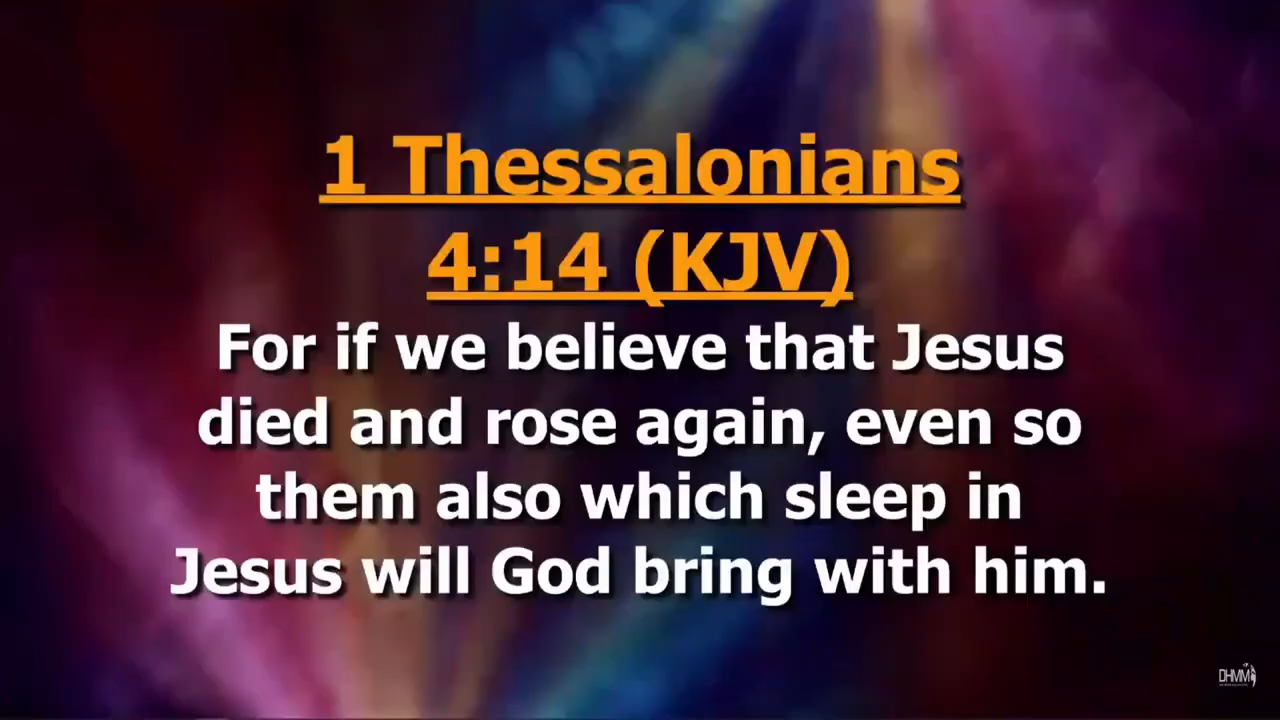 1 Thessalonians
4:14 (KJV)
For if we believe that Jesus
died and rose again, even so
them also which sleep in
Jesus will God bring with him.
DHMM